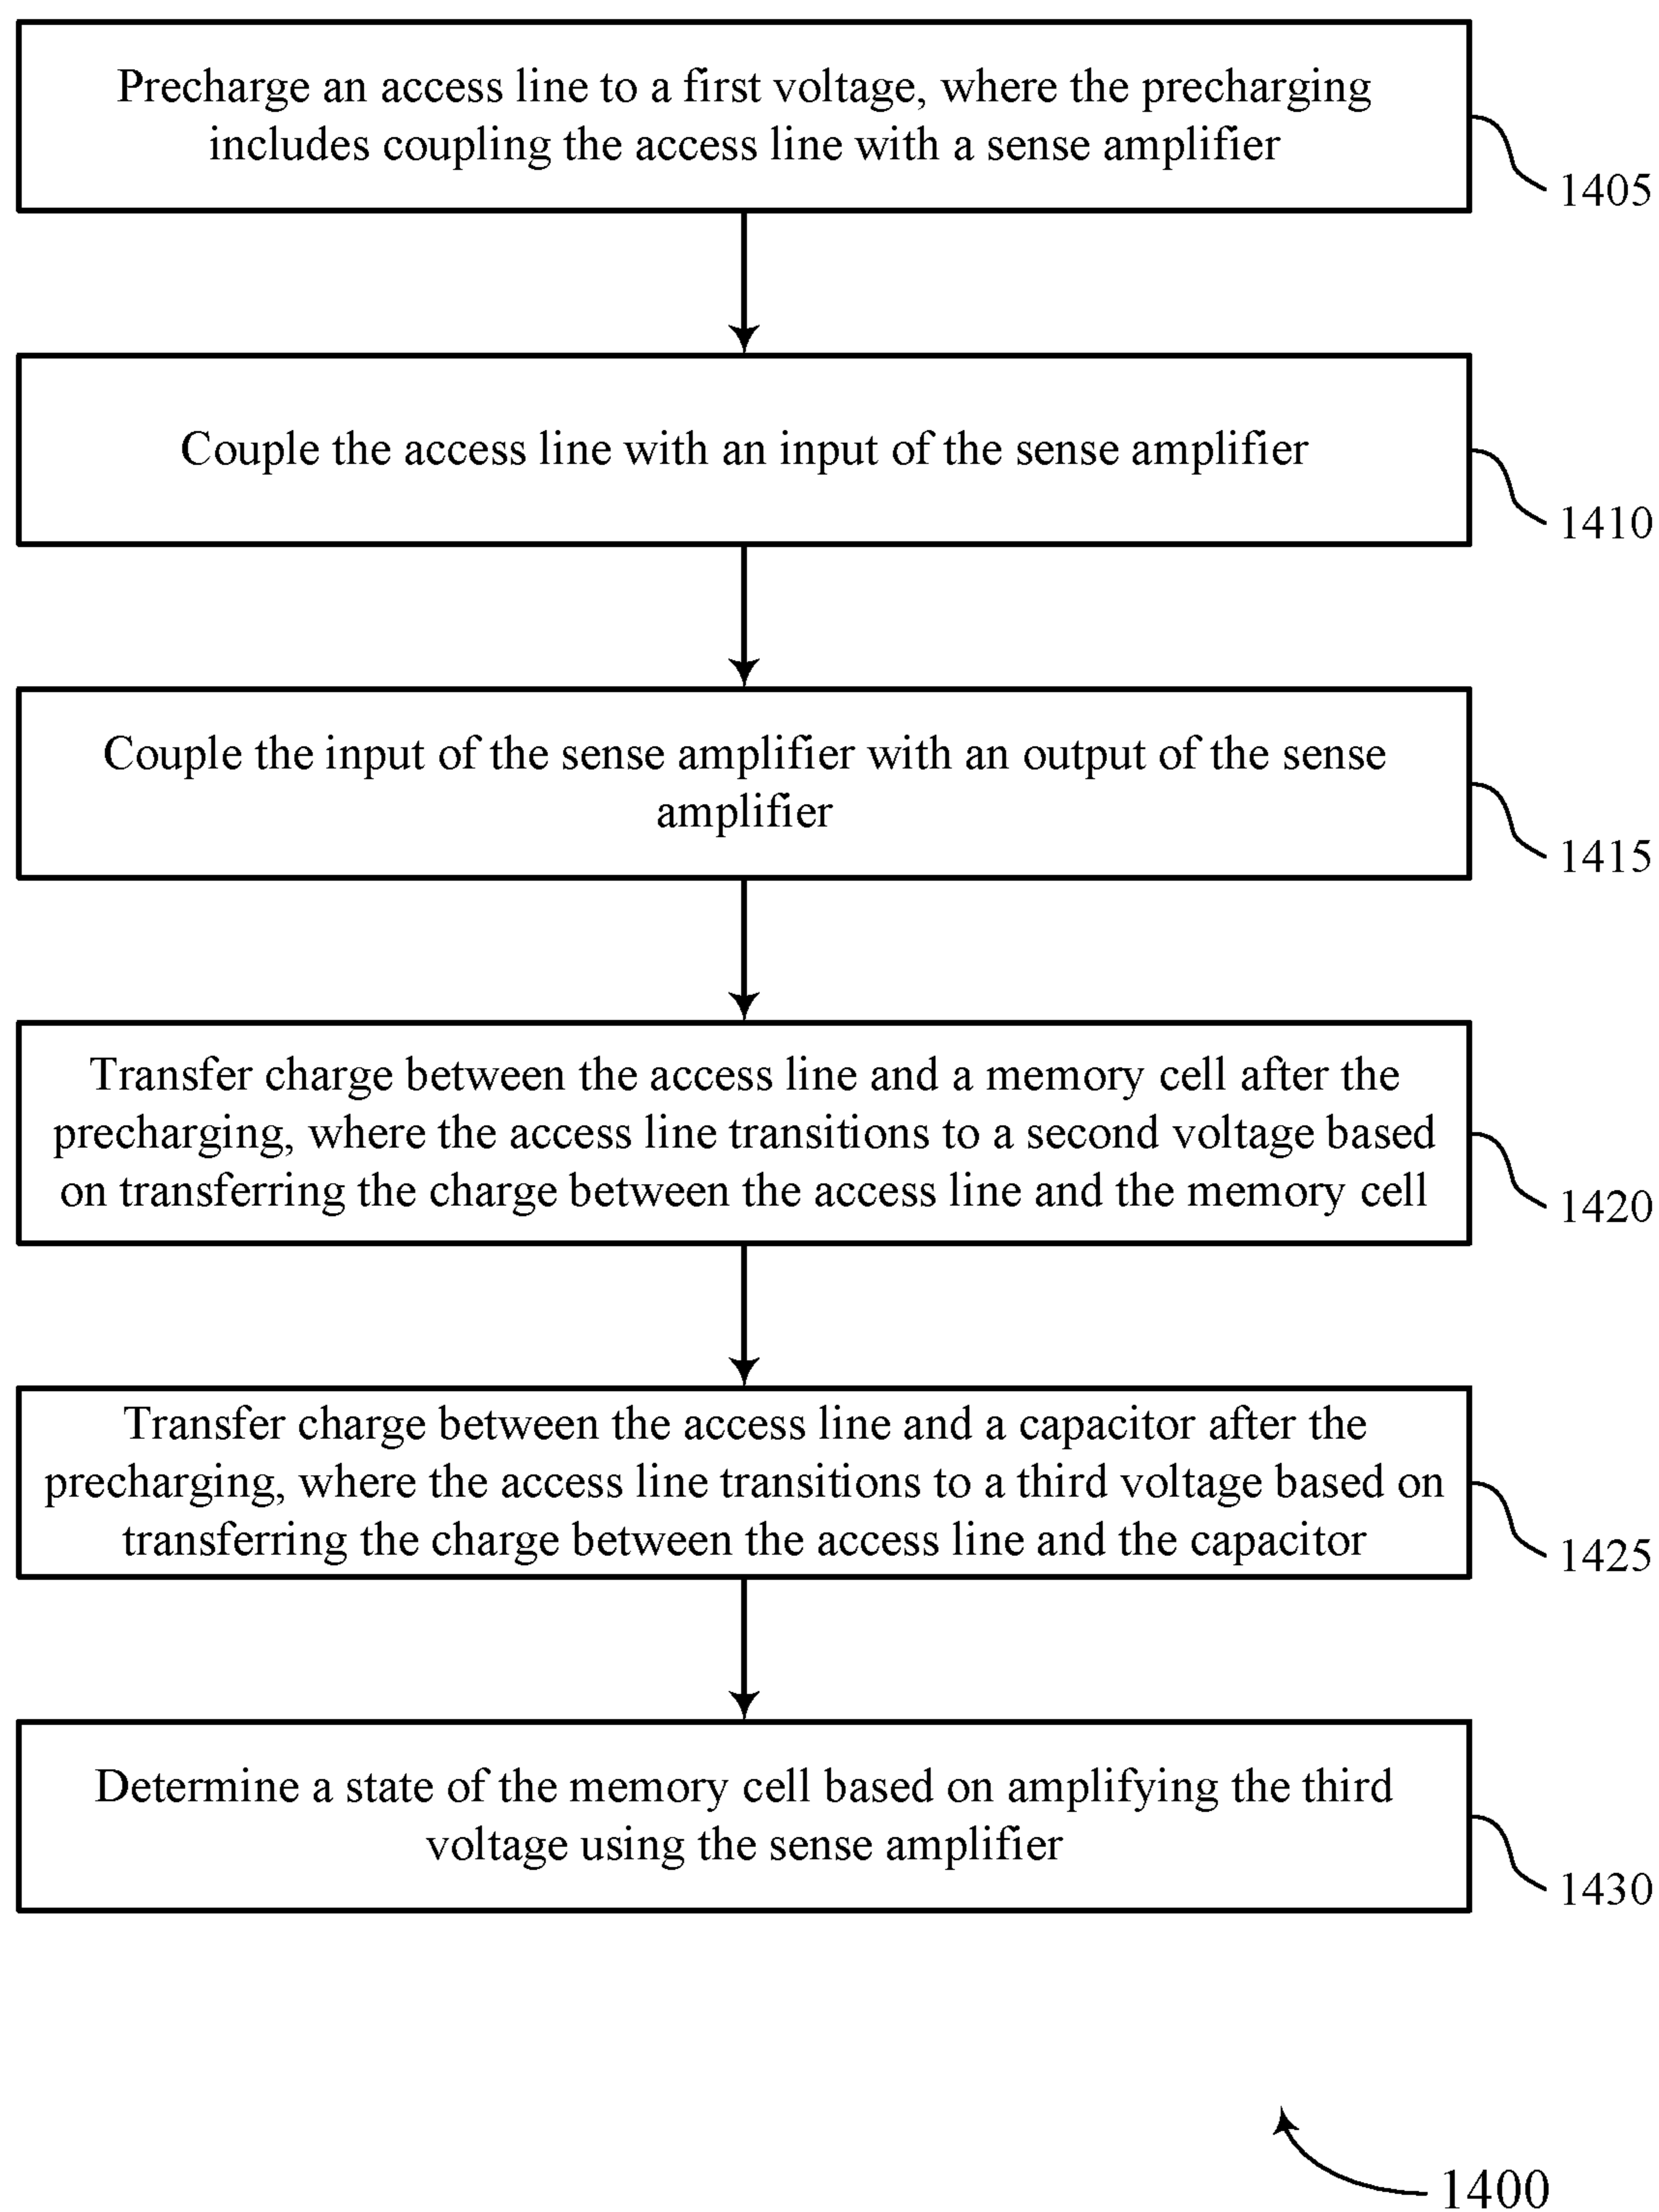 Precharge an access line to a first voltage, where the precharging
includes coupling the access line with a sense amplifier
1405
Couple the access line with an input of the sense amplifier
1410
Couple the input of the sense amplifier with an output of the sense
amplifier
1415
Transfer charge between the access line and a memory cell after the
precharging, where the access line transitions to a second voltage based
on transferring the charge between the access line and the memory cell
1420
Transfer charge between the access line and a capacitor after the
precharging, where the access line transitions to a third voltage based on
transferring the charge between the access line and the capacitor
1425
Determine a state of the memory cell based on amplifying the third
voltage using the sense amplifier
1430
1400